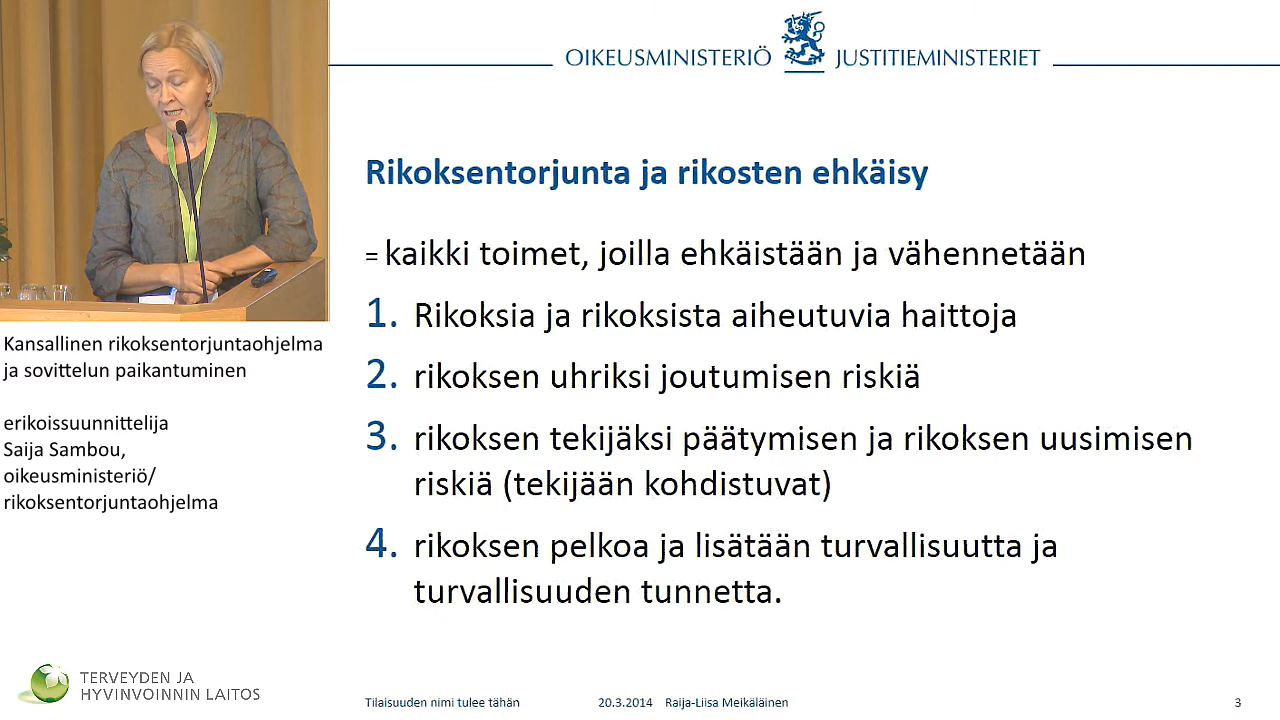 OIKEUSMINISTERIÖ JUSTITIEMINISTERIET
Rikoksentorjunta ja rikosten ehkäisy
= kaikki toimet, joilla ehkäistään ja vähennetään
1. Rikoksia ja rikoksista aiheutuvia haittoja
2. rikoksen uhriksi joutumisen riskiä
3. rikoksen tekijäksi päätymisen ja rikoksen uusimisen
riskiä (tekijään kohdistuvat)
4. rikoksen pelkoa ja lisätään turvallisuutta ja
turvallisuuden tunnetta.
Kansallinen rikoksentorjuntaohjelma
ja sovittelun paikantuminen
erikoissuunnittelija
Saija Sambou,
oikeusministeriö/
rikoksentorjuntaohjelma
TERVEYDEN JA
HYVINVOINNIN LAITOS
Tilaisuuden nimi tulee tähän 20.3.2014 Raija-Liisa Meikäläinen 3